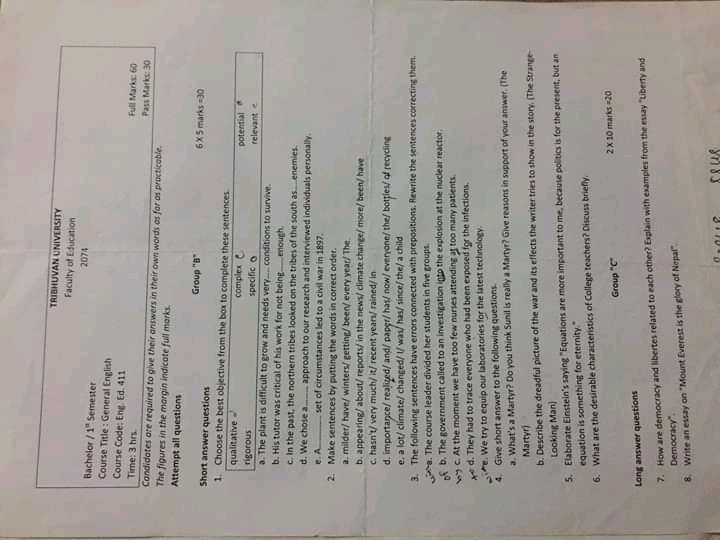 TRIBHUVAN UNIVERSITY
Faculty of Education
2074
Bachelor / 1st Semester
Course Title : General English
Course Code: Eng. Ed. 411
Time: 3 hrs.
Full Marks: 60
Pass Marks: 30
Candidates are required to give their answers in their own words as far as practicable.
The figures in the margin indicate full marks.
Attempt all questions
Group "B"
Short answer questions 6 X 5 marks =30
1. Choose the best objective from the box to complete these sentences.
qualitative complex potential
rigorous specific relevant
a. The plant is difficult to grow and needs very..... conditions to survive.
b. His tutor was critical of his work for not being.....enough.
c. In the past, the northern tribes looked on the tribes of the south as.....enemies.
d. We chose a......... approach to our research and interviewed individuals personally.
e. A......... set of circumstances led to a civil war in 1897.
2. Make sentences by putting the words in correct order.
a. milder/ have/ winters/ getting/ been/ every year/ The
b. appearing/ about/ reports/ in the news/ climate change/ more/ been/ have
c. hasn't/ very much/ it/ recent years/ rained/ in
d. importance/ realized/ and/ paper/ has/ now/ everyone/ the/ bottles/ of recycling
e. a lot/ climate/ changed/ I/ was/ has/ since/ the/ a child
3. The following sentences have errors connected with prepositions. Rewrite the sentences correcting them.
a. The course leader divided her students in five groups.
b. The government called to an investigation into the explosion at the nuclear reactor.
c. At the moment we have too few nurses attending at too many patients.
d. They had to trace everyone who had been exposed for the infections.
e. We try to equip our laboratories for the latest technology.
4. Give short answer to the following questions.
a. What's a Martyr? Do you think Sunil is really a Martyr? Give reasons in support of your answer. (The
Martyr)
b. Describe the dreadful picture of the war and its effects the writer tries to show in the story. (The Strange-
Looking Man)
5. Elaborate Einstein's saying "Equations are more important to me, because politics is for the present, but an
equation is something for eternity."
6. What are the desirable characteristics of College teachers? Discuss briefly.
Group "C"
Long answer questions 2 X 10 marks =20
7. How are democracy and libertes related to each other? Explain with examples from the essay "Liberty and
Democracy".
8. Write an essay on "Mount Everest is the glory of Nepal".